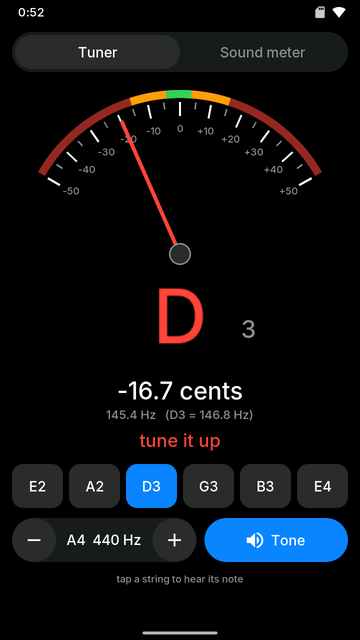 0:52
Tuner
Sound meter
-50
-40
-30
-20
-10
0
+10
+20
+30
+40
+50
D 3
-16.7 cents
145.4 Hz (D3 = 146.8 Hz)
tune it up
E2 A2 D3 G3 B3 E4
− A4 440 Hz + Tone
tap a string to hear its note